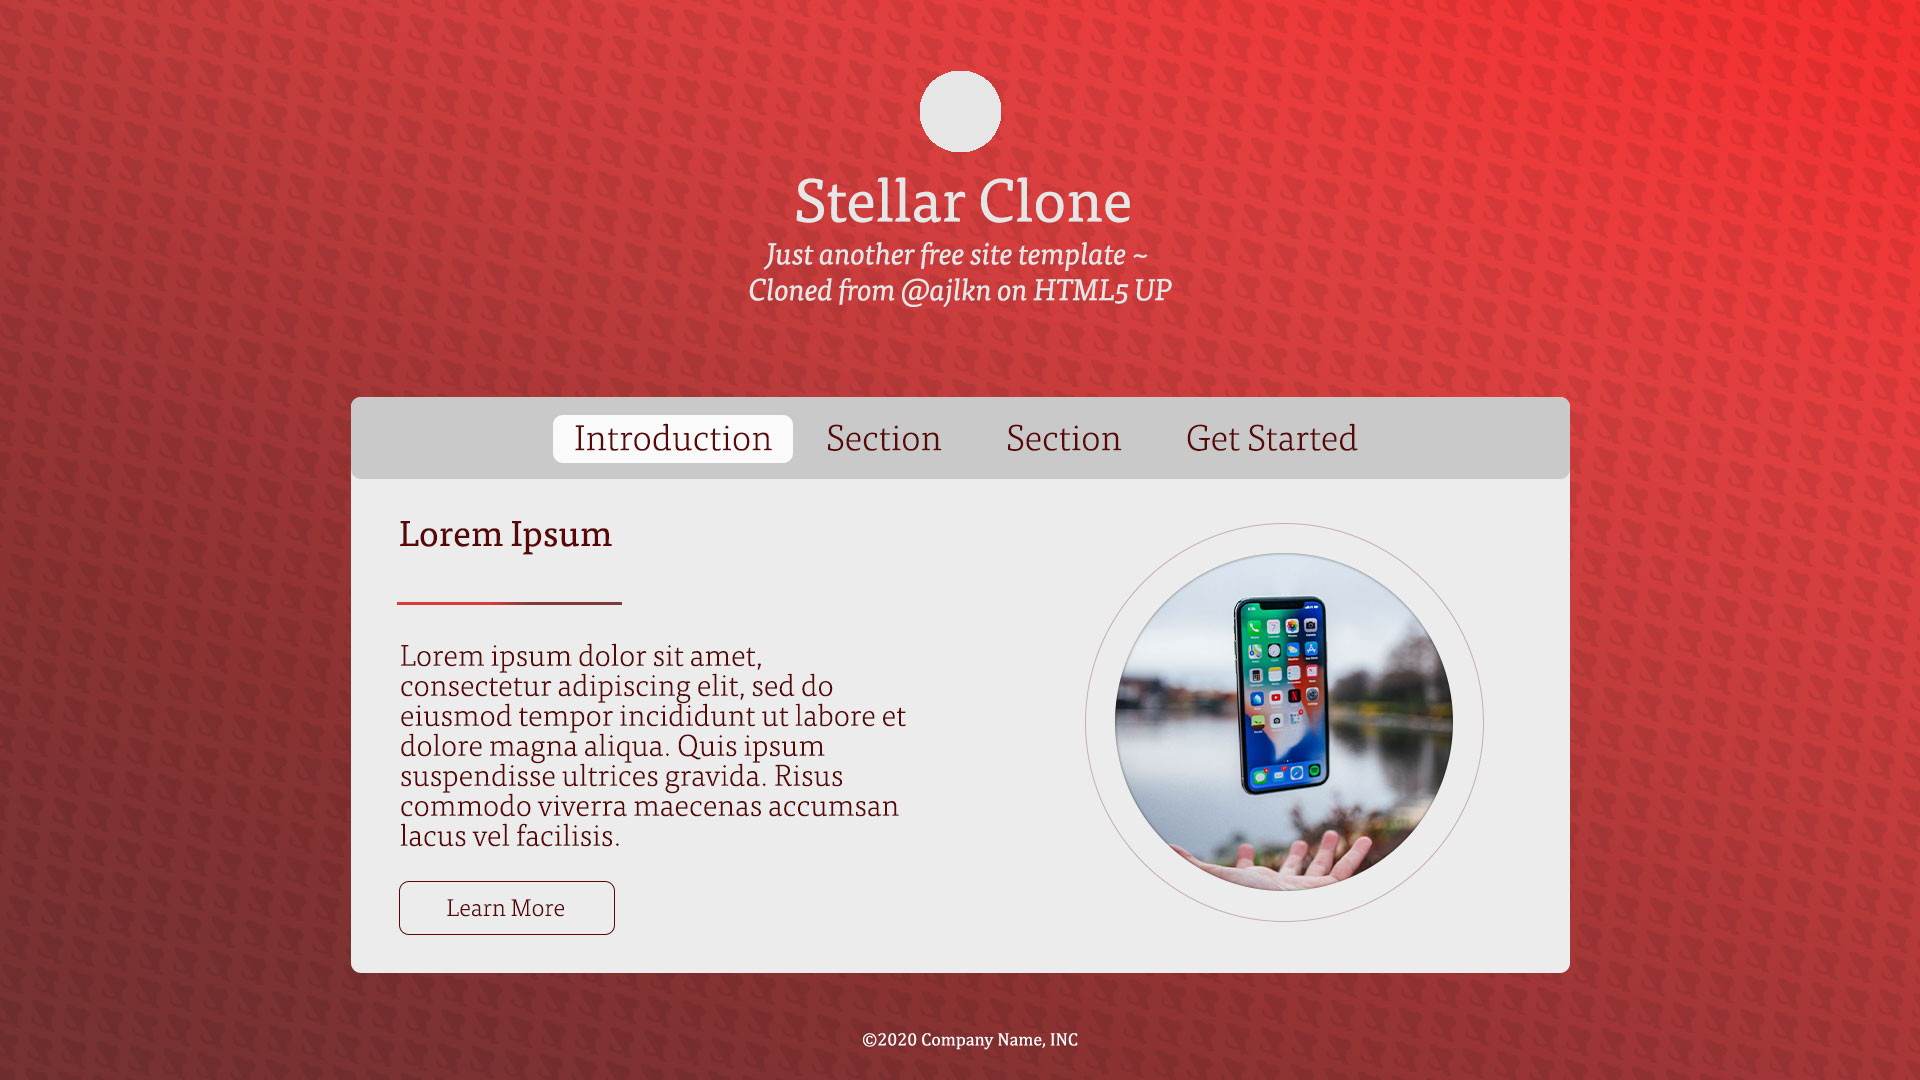 Stellar Clone
Just another free site template ~
Cloned from @ajlkn on HTML5 UP
Introduction Section Section Get Started
Lorem Ipsum
Lorem ipsum dolor sit amet,
consectetur adipiscing elit, sed do
eiusmod tempor incididunt ut labore et
dolore magna aliqua. Quis ipsum
suspendisse ultrices gravida. Risus
commodo viverra maecenas accumsan
lacus vel facilisis.
Learn More
©2020 Company Name, INC